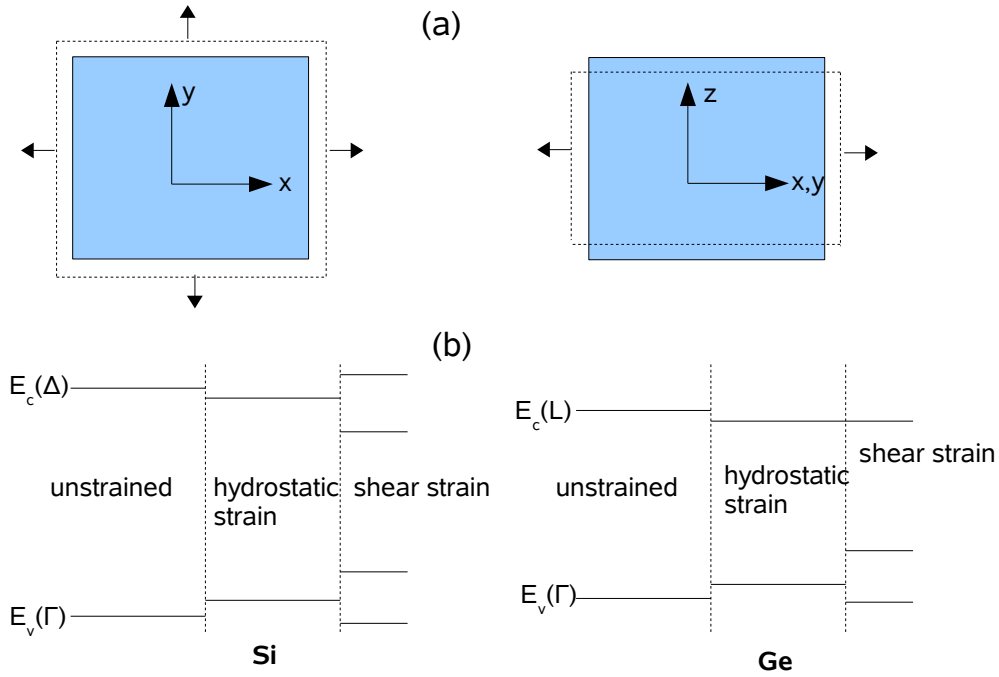 (a)
y
x
z
x,y
(b)
E_c(Δ)
unstrained
hydrostatic
strain
shear strain
E_v(Γ)
Si
E_c(L)
unstrained
hydrostatic
strain
shear strain
E_v(Γ)
Ge